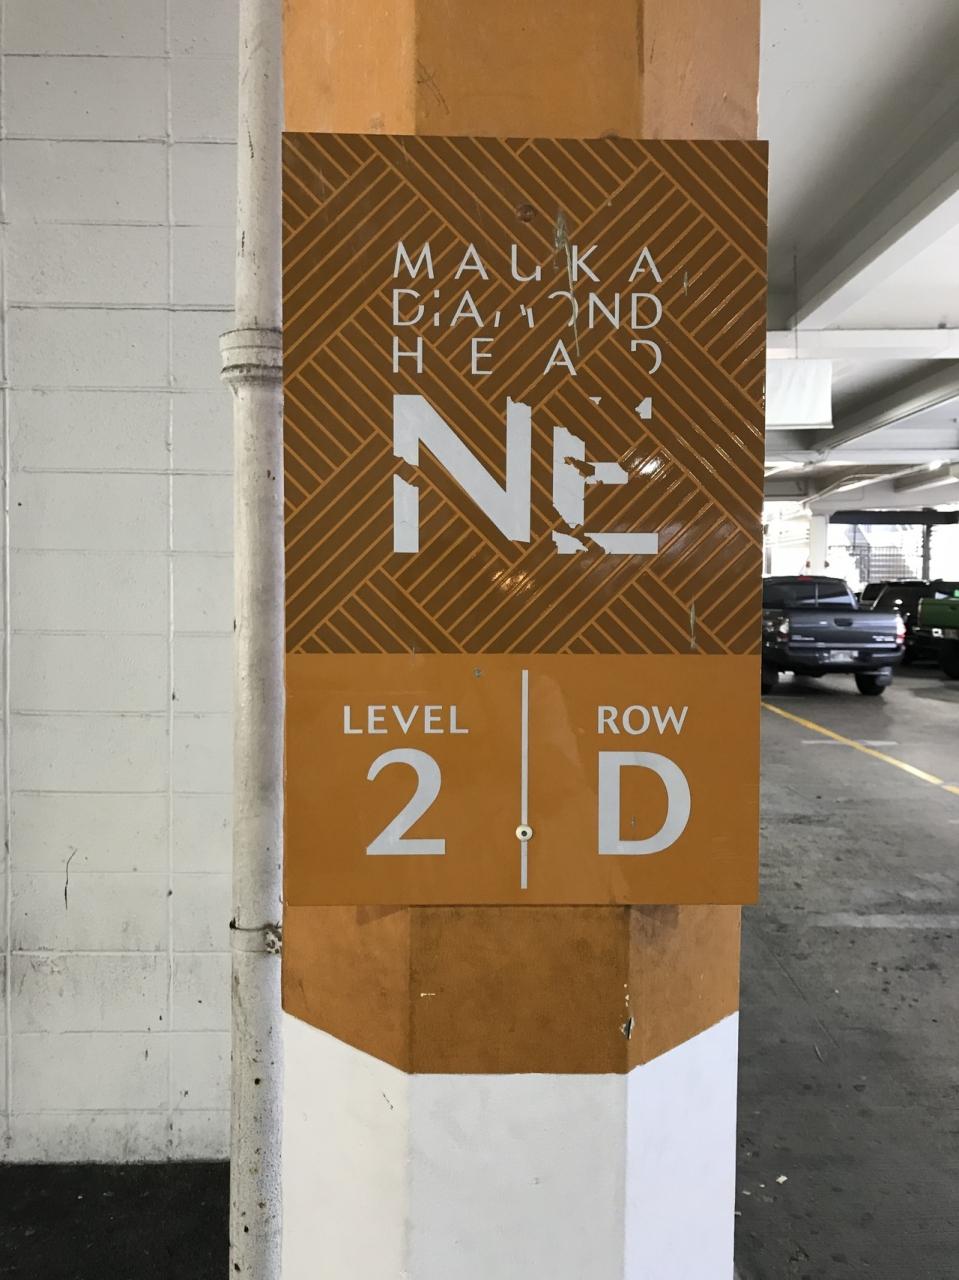 MAUKA
DIAMOND
HEAD
NE
LEVEL ROW
2 D